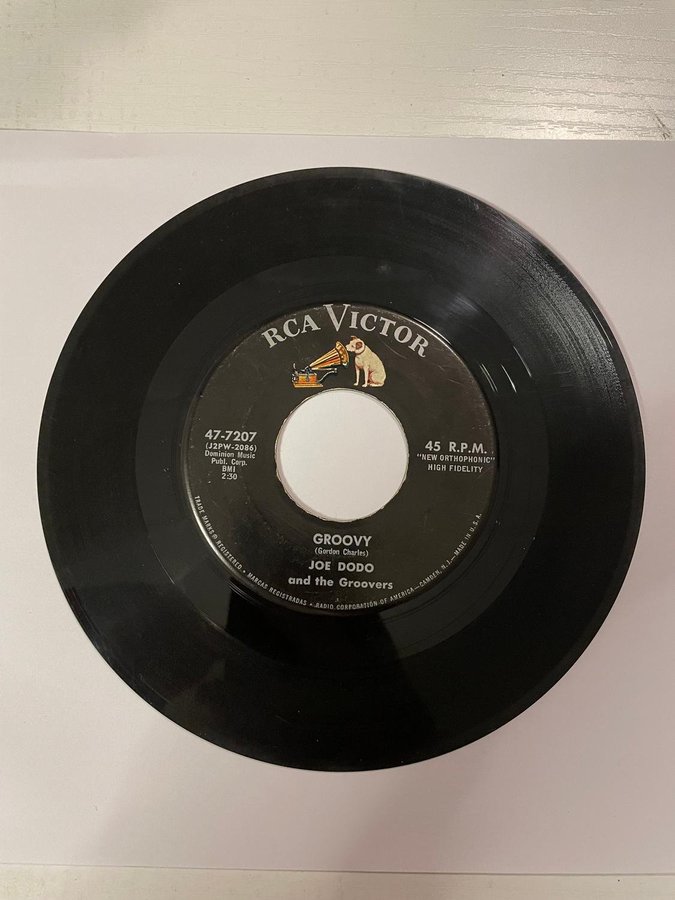 RCA VICTOR
47-7207
(J2PW-2086)
Dominion Music
Publ. Corp.
BMI
2:30
45 R.P.M.
"NEW ORTHOPHONIC"
HIGH FIDELITY
GROOVY
(Gordon Charles)
JOE DODO
and the Groovers
TRADE MARKS ® REGISTERED • MARCAS REGISTRADAS • RADIO CORPORATION OF AMERICA—CAMDEN, N.J.—MADE IN U.S.A.